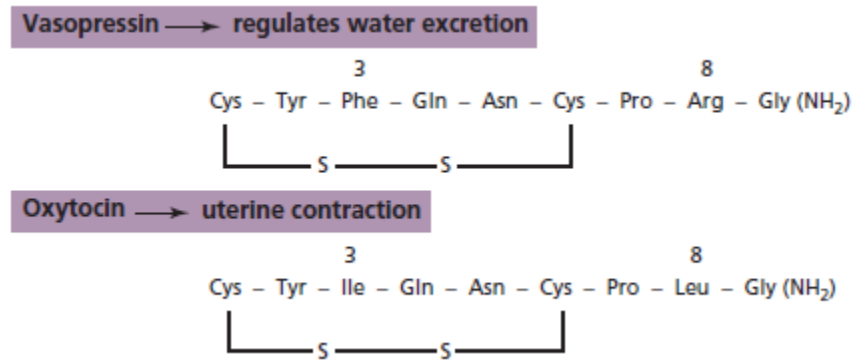 Vasopressin → regulates water excretion
3 8
Cys – Tyr – Phe – Gln – Asn – Cys – Pro – Arg – Gly (NH₂)
S S
Oxytocin → uterine contraction
3 8
Cys – Tyr – Ile – Gln – Asn – Cys – Pro – Leu – Gly (NH₂)
S S